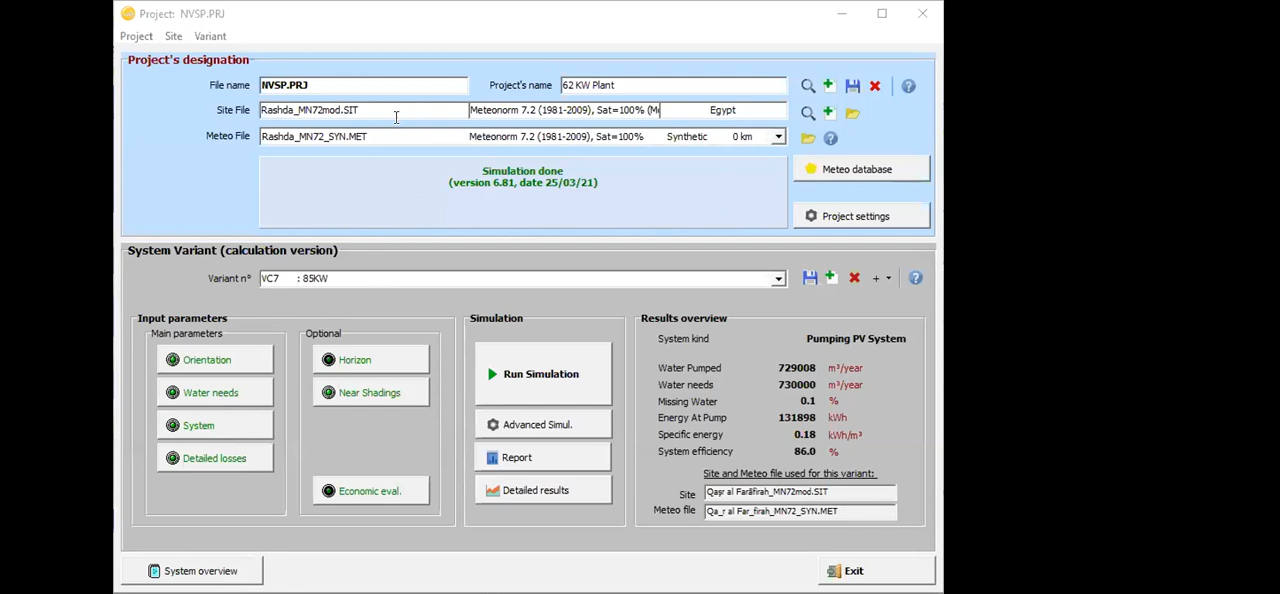 Project: NVSP.PRJ
Project Site Variant
Project's designation
File name NVSP.PRJ Project's name 62 KW Plant
Site File Rashda_MN72mod.SIT Meteonorm 7.2 (1981-2009), Sat=100% (Mo Egypt
Meteo File Rashda_MN72_SYN.MET Meteonorm 7.2 (1981-2009), Sat=100% Synthetic 0 km
Simulation done
(version 6.81, date 25/03/21)
Meteo database
Project settings
System Variant (calculation version)
Variant n° VC7 : 85KW
Input parameters
Main parameters
Orientation
Water needs
System
Detailed losses
Optional
Horizon
Near Shadings
Economic eval.
Simulation
Run Simulation
Advanced Simul.
Report
Detailed results
Results overview
System kind Pumping PV System
Water Pumped 729008 m³/year
Water needs 730000 m³/year
Missing Water 0.1 %
Energy At Pump 131898 kWh
Specific energy 0.18 kWh/m³
System efficiency 86.0 %
Site and Meteo file used for this variant:
Site Qaşr al Farāfirah_MN72mod.SIT
Meteo file Qa_r al Far_firah_MN72_SYN.MET
System overview
Exit